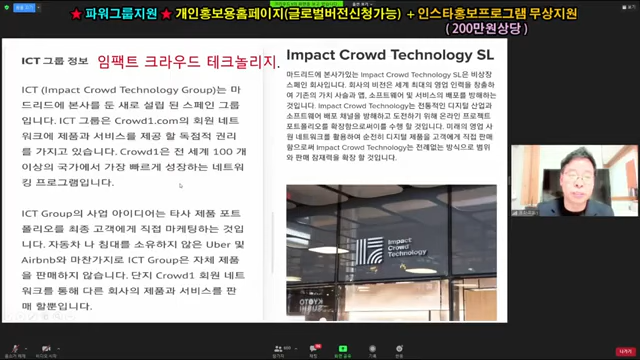 ★ 파워그룹지원 ★ 개인홍보용홈페이지(글로벌버전신청가능) + 인스타홍보프로그램 무상지원
( 200만원상당 )
ICT 그룹 정보 임팩트 크라우드 테크놀리지.
ICT (Impact Crowd Technology Group)는 마
드리드에 본사를 둔 새로 설립 된 스페인 그룹
입니다. ICT 그룹은 Crowd1.com의 회원 네트
워크에 제품과 서비스를 제공 할 독점적 권리
를 가지고 있습니다. Crowd1은 전 세계 100 개
이상의 국가에서 가장 빠르게 성장하는 네트워
킹 프로그램입니다.
ICT Group의 사업 아이디어는 타사 제품 포트
폴리오를 최종 고객에게 직접 마케팅하는 것입
니다. 자동차 나 침대를 소유하지 않은 Uber 및
Airbnb와 마찬가지로 ICT Group은 자체 제품
을 판매하지 않습니다. 단지 Crowd1 회원 네트
워크를 통해 다른 회사의 제품과 서비스를 판
매 할뿐입니다.
Impact Crowd Technology SL
마드리드에 본사가있는 Impact Crowd Technology SL은 비상장
스페인 회사입니다. 회사의 비전은 세계 최대의 영업 인력을 창출하
여 기존의 가치 사슬과 앱, 소프트웨어 및 서비스의 배포를 방해하는
것입니다. Impact Crowd Technology는 전통적인 디지털 산업과
소프트웨어 배포 채널을 방해하고 도전하기 위해 온라인 프로젝트
포트폴리오를 확장함으로써이를 수행 할 것입니다. 미래의 영업 사
원 네트워크를 활용하여 순전히 디지털 제품을 고객에게 직접 판매
함으로써 Impact Crowd Technology는 전례없는 방식으로 범위
와 판매 잠재력을 확장 할 것입니다.
Impact
Crowd
Technology
나가기